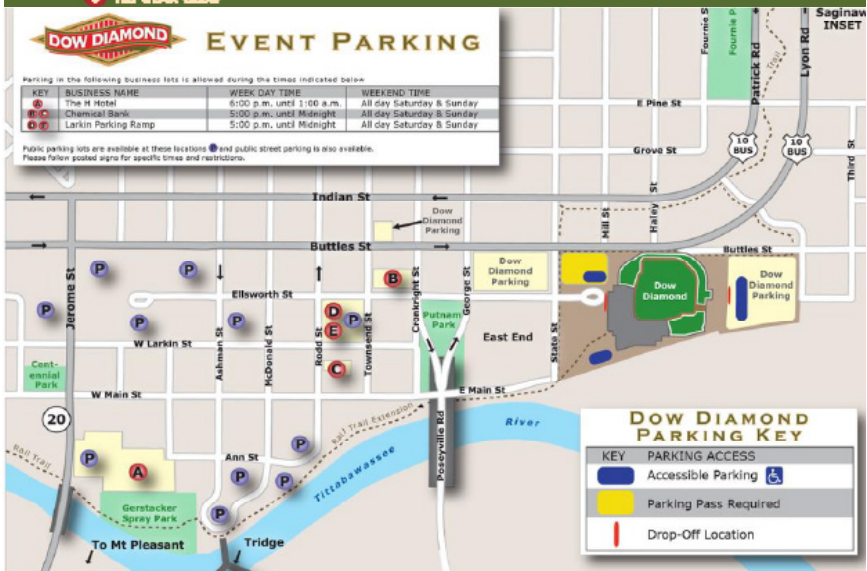 DOW DIAMOND
EVENT PARKING
Parking in the following business lots is allowed during the times indicated below
KEY BUSINESS NAME WEEK DAY TIME WEEKEND TIME
A The H Hotel 6:00 p.m. until 1:00 a.m. All day Saturday & Sunday
B C Chemical Bank 5:00 p.m. until Midnight All day Saturday & Sunday
Larkin Parking Ramp 5:00 p.m. until Midnight All day Saturday & Sunday
Public parking lots are available at these locations P and public street parking is also available.
Please follow posted signs for specific times and restrictions.
Saginaw
INSET
Fournie St
Fournie P
Patrick Rd
Lyon Rd
Trail
E Pine St
10
BUS
10
BUS
Grove St
Third St
Indian St
Mill St
Haley St
Dow
Diamond
Parking
Buttles St
Buttles St
Jerome St
P
P
B
Dow
Diamond
Parking
Dow
Diamond
Dow
Diamond
Parking
Ellsworth St
P
P
P
D
P
E
C
Ashman St
McDonald St
Rodd St
Townsend St
Cronkright St
George St
Putnam
Park
East End
State St
W Larkin St
Cent-
ennial
Park
W Main St
E Main St
20
Rail Trail
Rail Trail Extension
Poseyville Rd
Tittabawassee
River
Ann St
P
P
A
P
P
P
Gerstacker
Spray Park
To Mt Pleasant
Tridge
DOW DIAMOND
PARKING KEY
KEY PARKING ACCESS
Accessible Parking
Parking Pass Required
Drop-Off Location